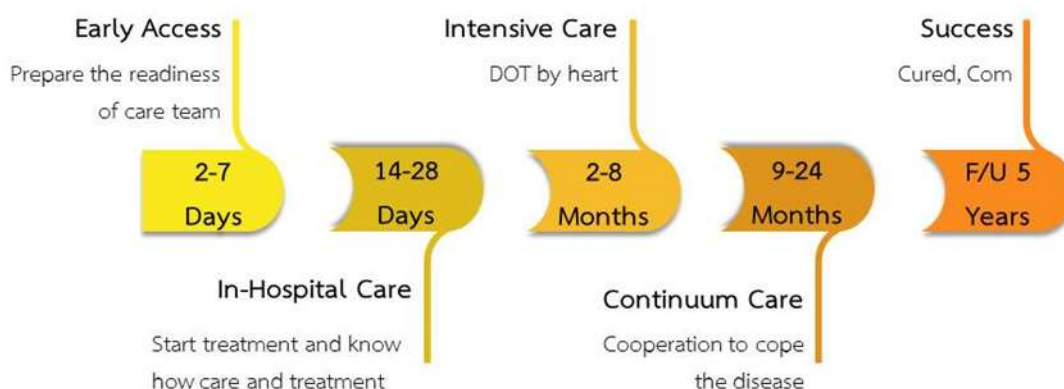 Early Access
Prepare the readiness
of care team
2-7
Days
14-28
Days
In-Hospital Care
Start treatment and know
how care and treatment
Intensive Care
DOT by heart
2-8
Months
9-24
Months
Continuum Care
Cooperation to cope
the disease
Success
Cured, Com
F/U 5
Years